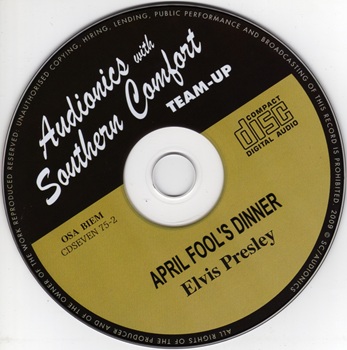 ALL RIGHTS OF THE PRODUCER AND OF THE OWNER OF THE WORK REPRODUCED RESERVED. UNAUTHORISED COPYING, HIRING, LENDING, PUBLIC PERFORMANCE AND BROADCASTING OF THIS RECORD IS PROHIBITED. 2009 © SC/AUDIONICS
Audionics with
Southern Comfort
TEAM-UP
COMPACT
disc
DIGITAL AUDIO
OSA BIEM
CDSEVEN 75-2
APRIL FOOL'S DINNER
Elvis Presley